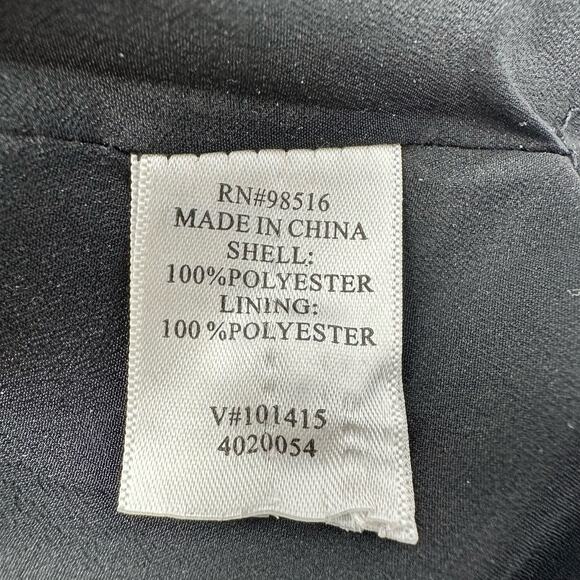 RN#98516
MADE IN CHINA
SHELL:
100%POLYESTER
LINING:
100%POLYESTER
V#101415
4020054